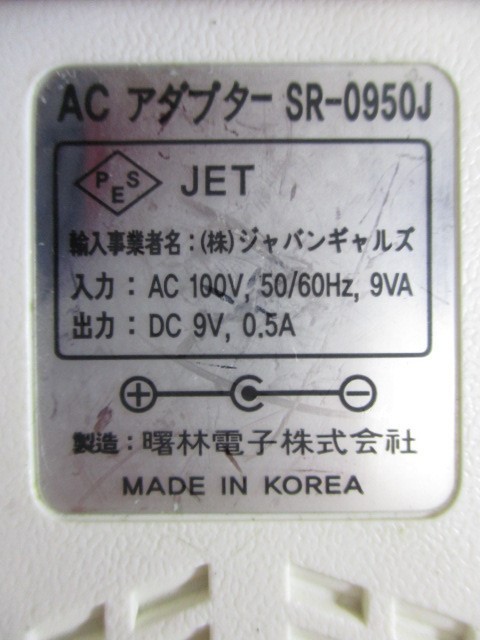 AC アダプター SR-0950J
PES JET
輸入事業者名：(株)ジャバンギャルズ
入力： AC 100V, 50/60Hz, 9VA
出力： DC 9V, 0.5A
製造：曙林電子株式会社
MADE IN KOREA